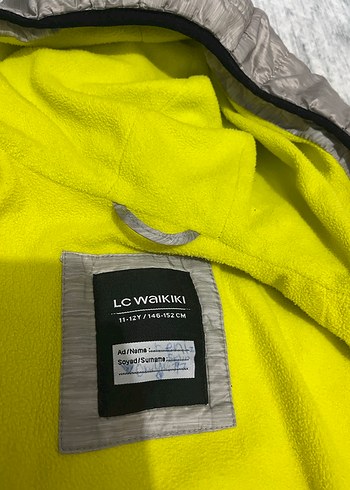 LC WAIKIKI
11-12Y / 146-152 CM
Ad/Name :
Soyad/Surname :